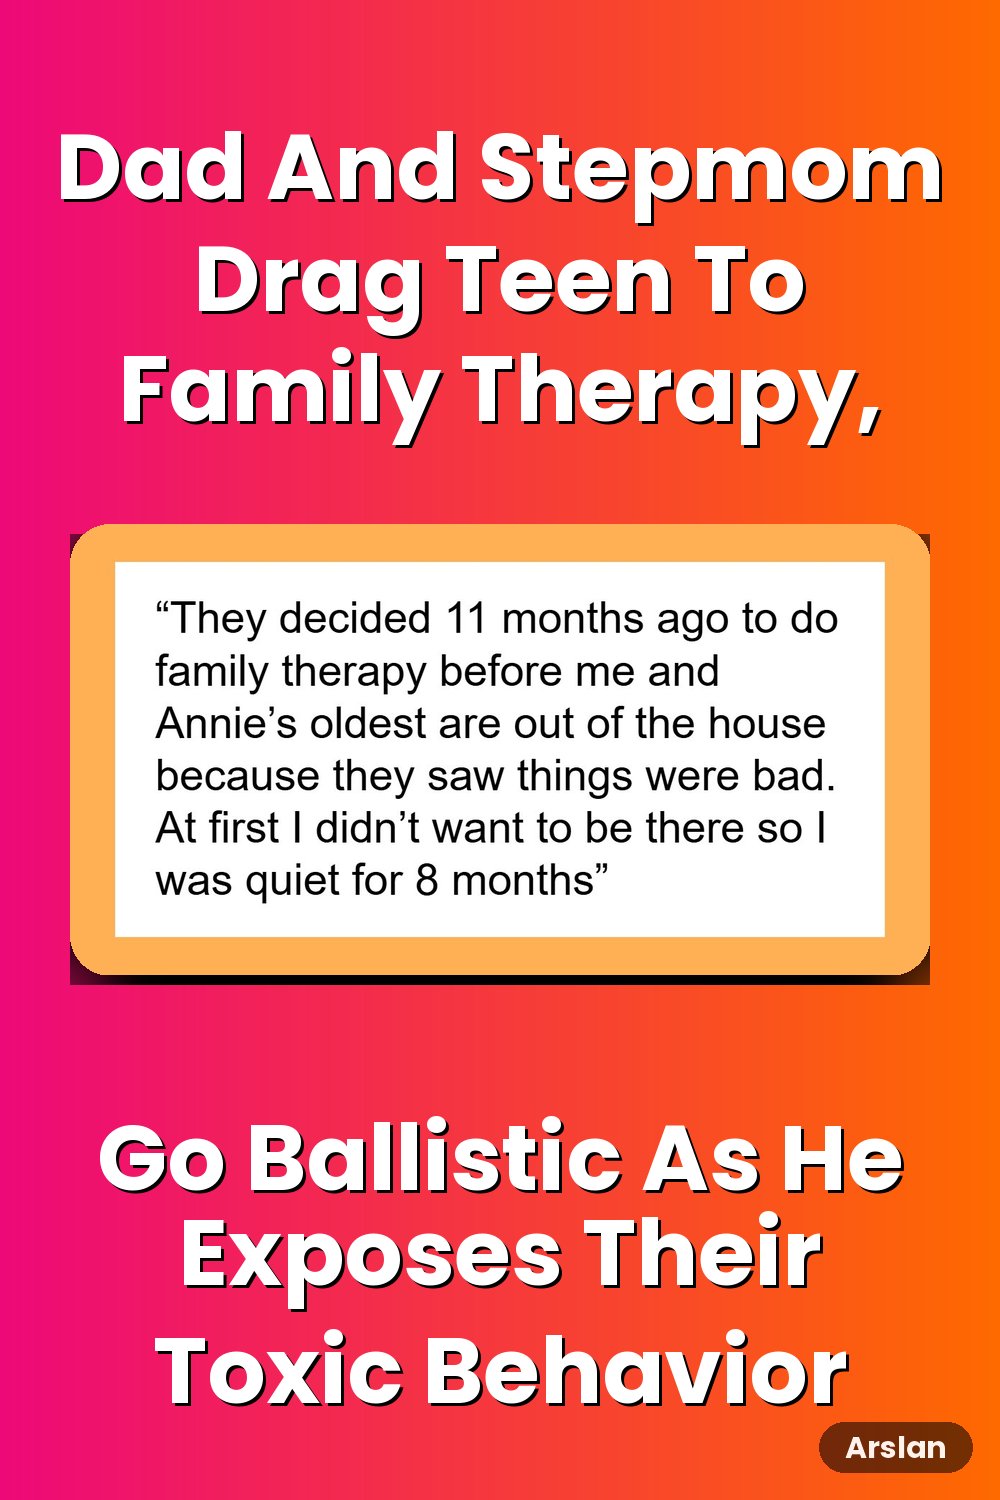 Dad And Stepmom
Drag Teen To
Family Therapy,
“They decided 11 months ago to do
family therapy before me and
Annie’s oldest are out of the house
because they saw things were bad.
At first I didn’t want to be there so I
was quiet for 8 months”
Go Ballistic As He
Exposes Their
Toxic Behavior
Arslan